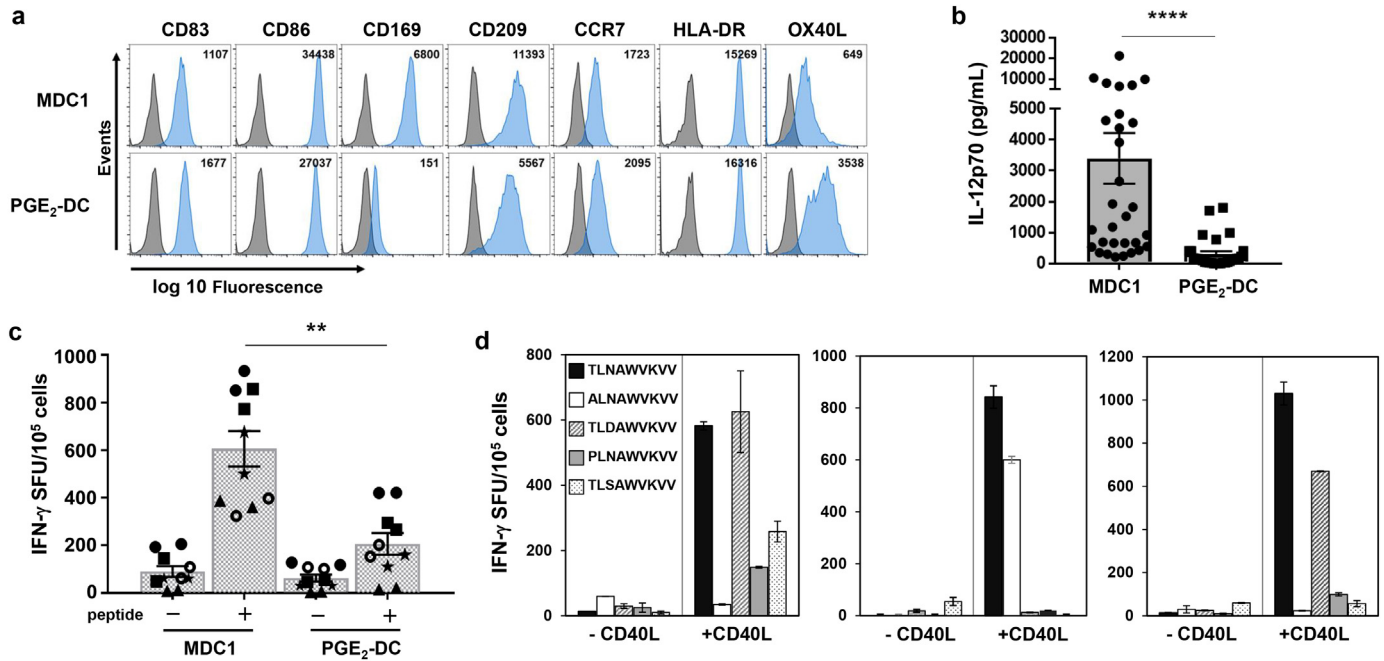 a
CD83 CD86 CD169 CD209 CCR7 HLA-DR OX40L
MDC1
1107 34438 6800 11393 1723 15269 649
PGE2-DC
1677 27037 151 5567 2095 16316 3538
Events
log 10 Fluorescence
b
****
IL-12p70 (pg/mL)
30000
20000
10000
5000
4000
3000
2000
1000
0
MDC1 PGE2-DC
c
**
IFN-γ SFU/10^5 cells
1000
800
600
400
200
0
peptide − + − +
MDC1 PGE2-DC
d
IFN-γ SFU/10^5 cells
800
600
400
200
0
TLNAWVKVV
ALNAWVKVV
TLDAWVKVV
PLNAWVKVV
TLSAWVKVV
- CD40L +CD40L
1000
800
600
400
200
0
- CD40L +CD40L
1200
1000
800
600
400
200
0
- CD40L +CD40L